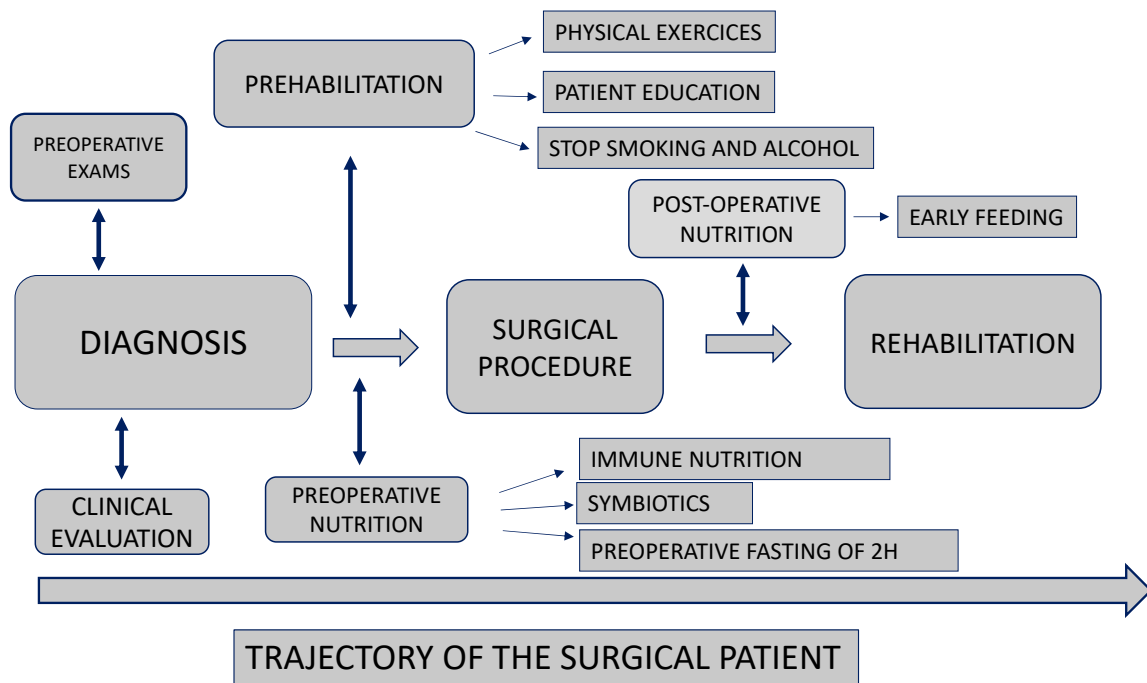 PREHABILITATION
PHYSICAL EXERCICES
PATIENT EDUCATION
STOP SMOKING AND ALCOHOL
PREOPERATIVE
EXAMS
POST-OPERATIVE
NUTRITION
EARLY FEEDING
DIAGNOSIS
SURGICAL
PROCEDURE
REHABILITATION
CLINICAL
EVALUATION
PREOPERATIVE
NUTRITION
IMMUNE NUTRITION
SYMBIOTICS
PREOPERATIVE FASTING OF 2H
TRAJECTORY OF THE SURGICAL PATIENT